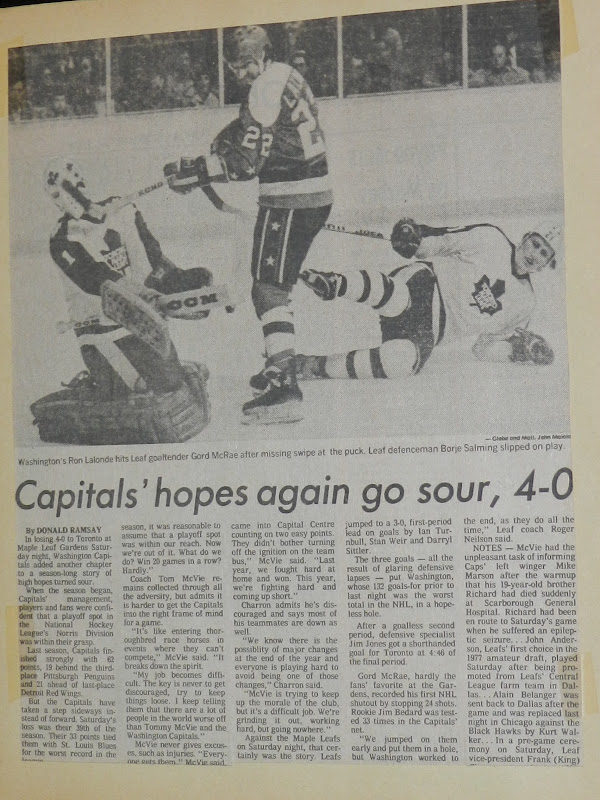 KOHO
22
1
— Globe and Mail, John Maiola
Washington's Ron Lalonde hits Leaf goaltender Gord McRae after missing swipe at the puck. Leaf defenceman Borje Salming slipped on play.
Capitals' hopes again go sour, 4-0
By DONALD RAMSAY
In losing 4-0 to Toronto at
Maple Leaf Gardens Satur-
day night, Washington Capi-
tals added another chapter
to a season-long story of
high hopes turned sour.
When the season began,
Capitals' management,
players and fans were confi-
dent that a playoff spot in
the National Hockey
League's Norris Division
was within their grasp.
Last season, Capitals fin-
ished strongly with 62
points, 19 behind the third-
place Pittsburgh Penguins
and 21 ahead of last-place
Detroit Red Wings.
But the Capitals have
taken a step sideways in-
stead of forward. Saturday's
loss was their 39th of the
season. Their 33 points tied
them with St. Louis Blues
for the worst record in the
season, it was reasonable to
assume that a playoff spot
was within our reach. Now
we're out of it. What do we
do? Win 20 games in a row?
Hardly."
Coach Tom McVie re-
mains collected through all
the adversity, but admits it
is harder to get the Capitals
into the right frame of mind
for a game.
"It's like entering thor-
oughbred race horses in
events where they can't
compete," McVie said. "It
breaks down the spirit.
"My job becomes diffi-
cult. The key is never to get
discouraged, try to keep
things loose. I keep telling
them that there are a lot of
people in the world worse off
than Tommy McVie and the
Washington Capitals."
McVie never gives excu-
ses, such as injuries. "Every-
one gets them," McVie said.
came into Capital Centre
counting on two easy points.
They didn't bother turning
off the ignition on the team
bus," McVie said. "Last
year, we fought hard at
home and won. This year,
we're fighting hard and
coming up short."
Charron admits he's dis-
couraged and says most of
his teammates are down as
well.
"We know there is the
possiblity of major changes
at the end of the year and
everyone is playing hard to
avoid being one of those
changes," Charron said.
"McVie is trying to keep
up the morale of the club,
but it's a difficult job. We're
grinding it out, working
hard, but going nowhere."
Against the Maple Leafs
on Saturday night, that cer-
tainly was the story. Leafs
jumped to a 3-0, first-period
lead on goals by Ian Turn-
bull, Stan Weir and Darryl
Sittler.
The three goals — all the
result of glaring defensive
lapses — put Washington,
whose 132 goals-for prior to
last night was the worst
total in the NHL, in a hope-
less hole.
After a goalless second
period, defensive specialist
Jim Jones got a shorthanded
goal for Toronto at 4:46 of
the final period.
Gord McRae, hardly the
fans' favorite at the Gar-
dens, recorded his first NHL
shutout by stopping 24 shots.
Rookie Jim Bedard was test-
ed 33 times in the Capitals'
net.
"We jumped on them
early and put them in a hole,
but Washington worked to
the end, as they do all the
time," Leaf coach Roger
Neilson said.
NOTES — McVie had the
unpleasant task of informing
Caps' left winger Mike
Marson after the warmup
that his 19-year-old brother
Richard had died suddenly
at Scarborough General
Hospital. Richard had been
en route to Saturday's game
when he suffered an epilep-
tic seizure. . . John Ander-
son, Leafs' first choice in the
1977 amateur draft, played
Saturday after being pro-
moted from Leafs' Central
League farm team in Dal-
las. . . Alain Belanger was
sent back to Dallas after the
game and was replaced last
night in Chicago against the
Black Hawks by Kurt Wal-
ker. . . In a pre-game cere-
mony on Saturday, Leaf
vice-president Frank (King)